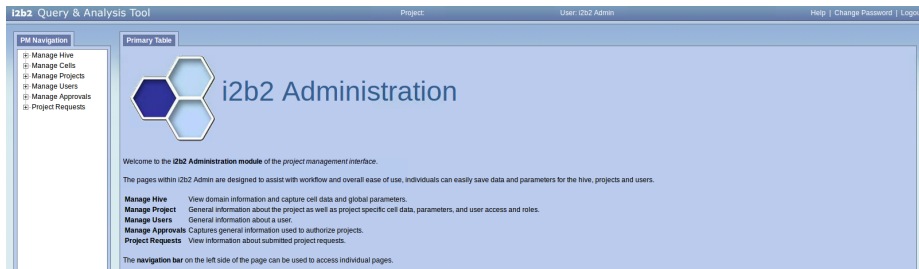 i2b2 Query & Analysis Tool Project: User: i2b2 Admin Help | Change Password | Logou
PM Navigation
Manage Hive
Manage Cells
Manage Projects
Manage Users
Manage Approvals
Project Requests
Primary Table
i2b2 Administration
Welcome to the i2b2 Administration module of the project management interface.
The pages within i2b2 Admin are designed to assist with workflow and overall ease of use, individuals can easily save data and parameters for the hive, projects and users.
Manage Hive View domain information and capture cell data and global parameters.
Manage Project General information about the project as well as project specific cell data, parameters, and user access and roles.
Manage Users General information about a user.
Manage Approvals Captures general information used to authorize projects.
Project Requests View information about submitted project requests.
The navigation bar on the left side of the page can be used to access individual pages.